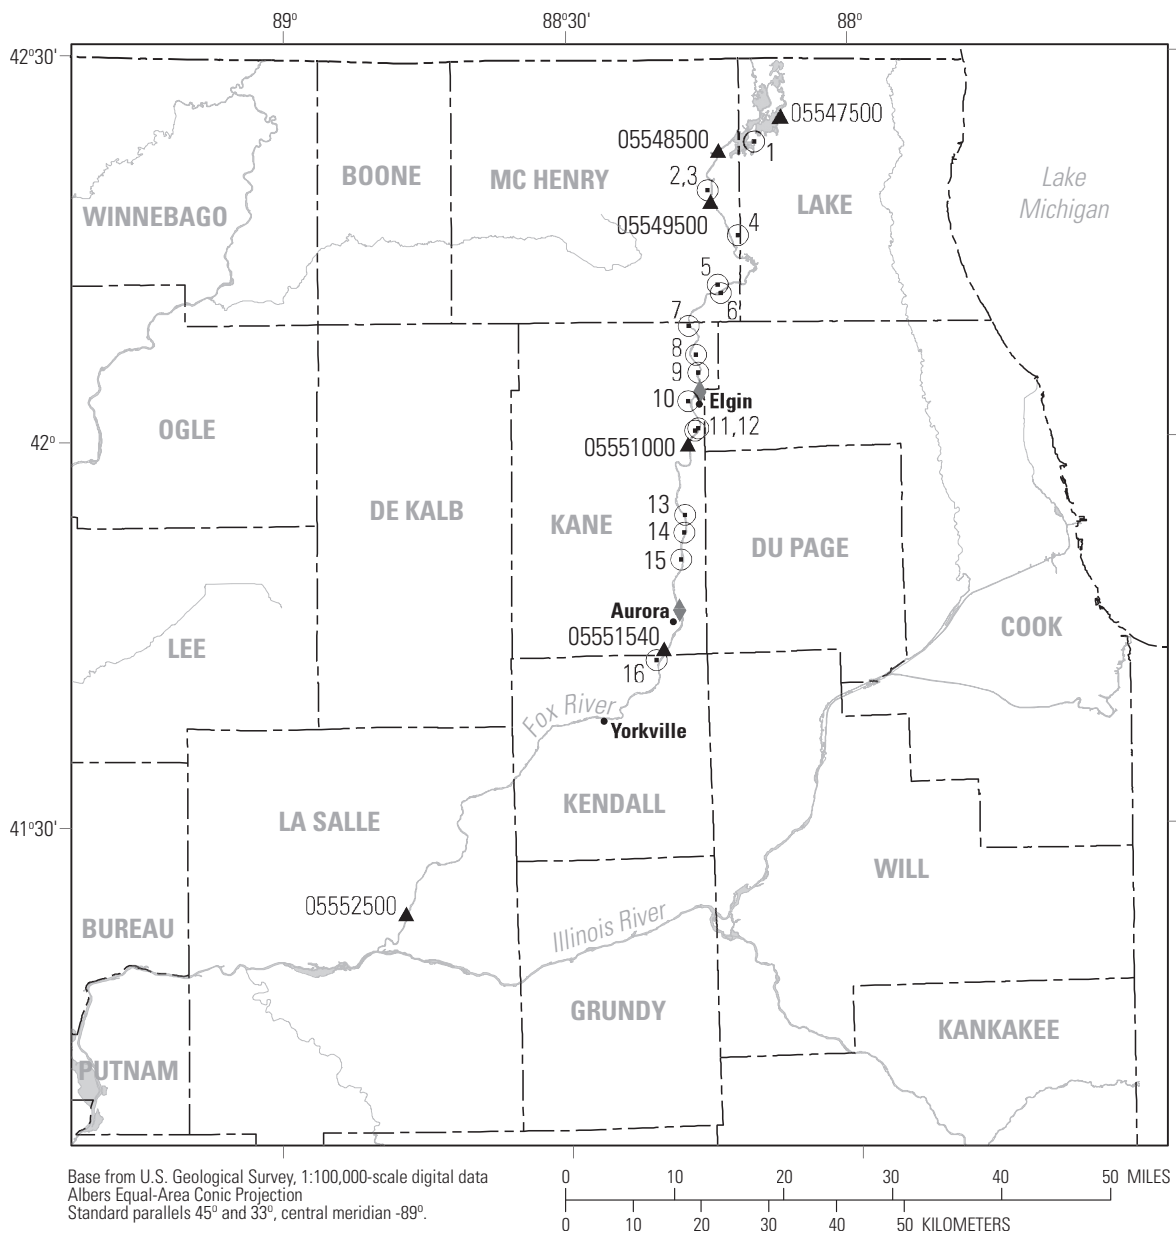 89º
88º30'
88º
42º30'
05547500
05548500
1
BOONE
MC HENRY
2,3
Lake
Michigan
LAKE
WINNEBAGO
05549500
4
5
6
7
8
9
10
Elgin
OGLE
11,12
42º
05551000
13
DE KALB
KANE
14
DU PAGE
15
Aurora
COOK
05551540
LEE
16
Fox River
Yorkville
KENDALL
LA SALLE
41º30'
WILL
05552500
BUREAU
Illinois River
GRUNDY
KANKAKEE
PUTNAM
Base from U.S. Geological Survey, 1:100,000-scale digital data
Albers Equal-Area Conic Projection
Standard parallels 45º and 33º, central meridian -89º.
0 10 20 30 40 50 MILES
0 10 20 30 40 50 KILOMETERS